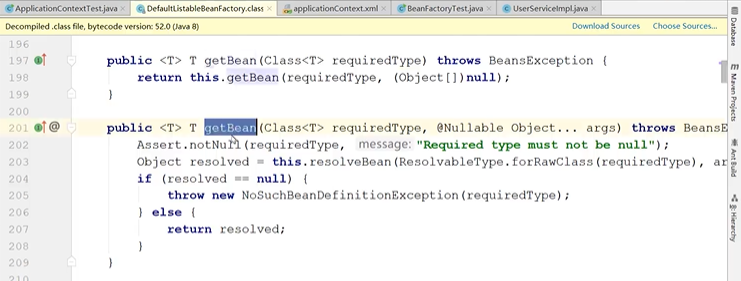 ApplicationContextTest.java × DefaultListableBeanFactory.class × applicationContext.xml × BeanFactoryTest.java × UserServiceImpl.java ×
Decompiled .class file, bytecode version: 52.0 (Java 8) Download Sources Choose Sources...
196
197 public <T> T getBean(Class<T> requiredType) throws BeansException {
198 return this.getBean(requiredType, (Object[])null);
199 }
200
201 @ public <T> T getBean(Class<T> requiredType, @Nullable Object... args) throws BeansE
202 Assert.notNull(requiredType, message: "Required type must not be null");
203 Object resolved = this.resolveBean(ResolvableType.forRawClass(requiredType), ar
204 if (resolved == null) {
205 throw new NoSuchBeanDefinitionException(requiredType);
206 } else {
207 return resolved;
208 }
209 }
210
Database
Maven Projects
Ant Build
Hierarchy